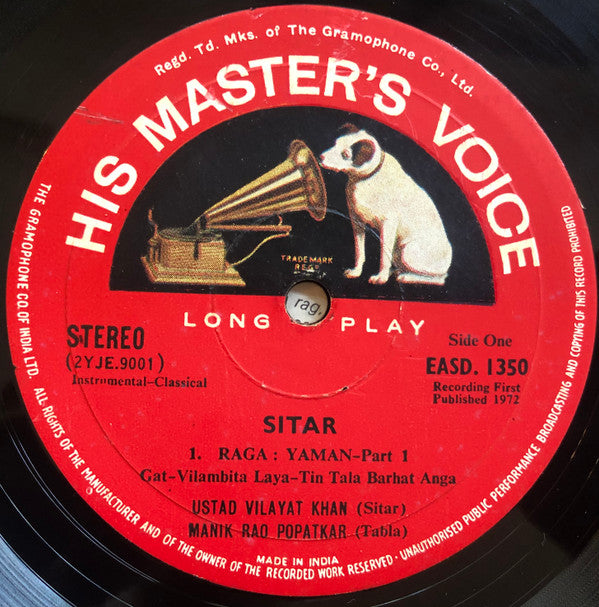 Regd. Td. Mks. of The Gramophone Co., Ltd.
HIS MASTER'S VOICE
TRADEMARK
REGD
rag.
LONG PLAY
STEREO
(2YJE.9001)
Instrumental–Classical
Side One
EASD. 1350
Recording First
Published 1972
SITAR
1. RAGA : YAMAN–Part 1
Gat–Vilambita Laya–Tin Tala Barhat Anga
USTAD VILAYAT KHAN (Sitar)
MANIK RAO POPATKAR (Tabla)
MADE IN INDIA
THE GRAMOPHONE CO. OF INDIA LTD. ALL RIGHTS OF THE MANUFACTURER AND OF THE OWNER OF THE RECORDED WORK RESERVED · UNAUTHORISED PUBLIC PERFORMANCE BROADCASTING AND COPYING OF THIS RECORD PROHIBITED